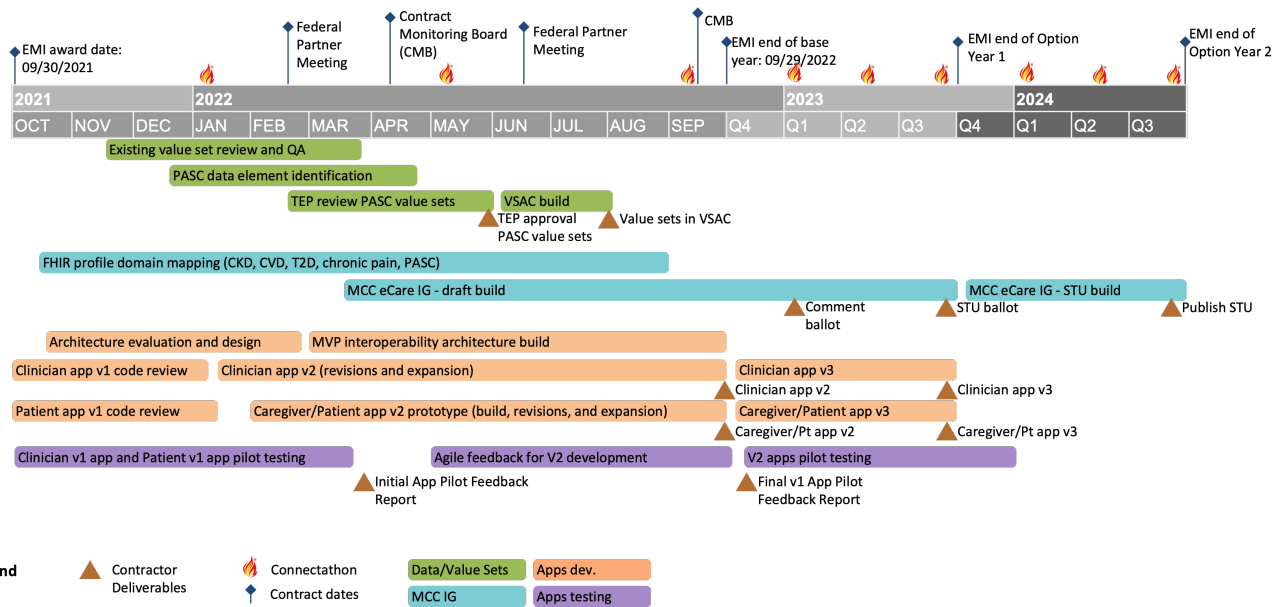 EMI award date:
09/30/2021
Federal
Partner
Meeting
Contract
Monitoring Board
(CMB)
Federal Partner
Meeting
CMB
EMI end of base
year: 09/29/2022
EMI end of Option
Year 1
EMI end of
Option Year 2
2021 2022 2023 2024
OCT NOV DEC JAN FEB MAR APR MAY JUN JUL AUG SEP Q4 Q1 Q2 Q3 Q4 Q1 Q2 Q3
Existing value set review and QA
PASC data element identification
TEP review PASC value sets VSAC build
TEP approval
PASC value sets
Value sets in VSAC
FHIR profile domain mapping (CKD, CVD, T2D, chronic pain, PASC)
MCC eCare IG - draft build MCC eCare IG - STU build
Comment
ballot
STU ballot
Publish STU
Architecture evaluation and design MVP interoperability architecture build
Clinician app v1 code review Clinician app v2 (revisions and expansion) Clinician app v3
Clinician app v2 Clinician app v3
Patient app v1 code review Caregiver/Patient app v2 prototype (build, revisions, and expansion) Caregiver/Patient app v3
Caregiver/Pt app v2 Caregiver/Pt app v3
Clinician v1 app and Patient v1 app pilot testing Agile feedback for V2 development V2 apps pilot testing
Initial App Pilot Feedback
Report
Final v1 App Pilot
Feedback Report
nd
Contractor
Deliverables
Connectathon
Contract dates
Data/Value Sets Apps dev.
MCC IG Apps testing